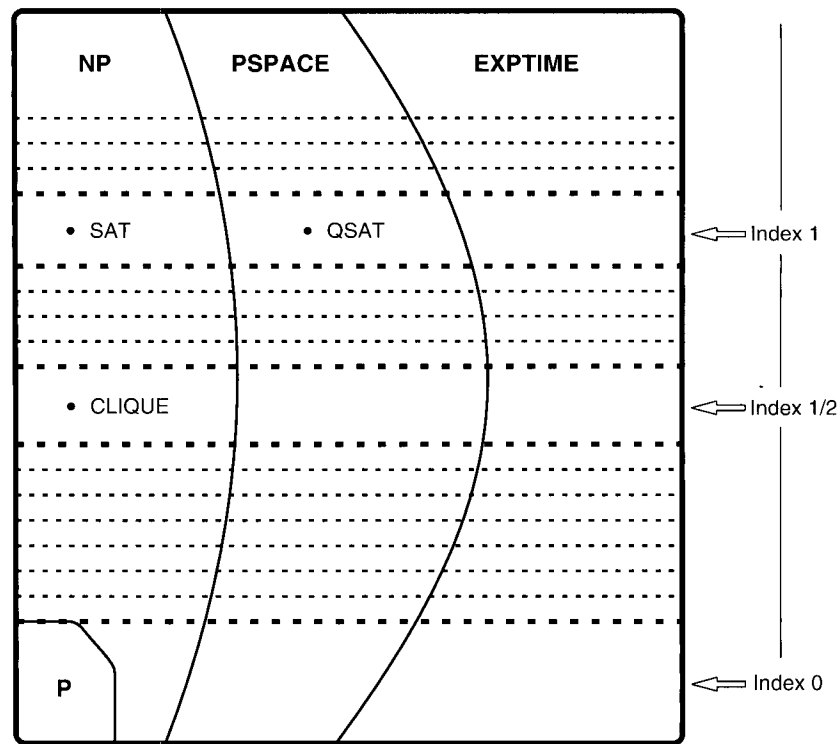 NP PSPACE EXPTIME
SAT QSAT Index 1
CLIQUE Index 1/2
P Index 0